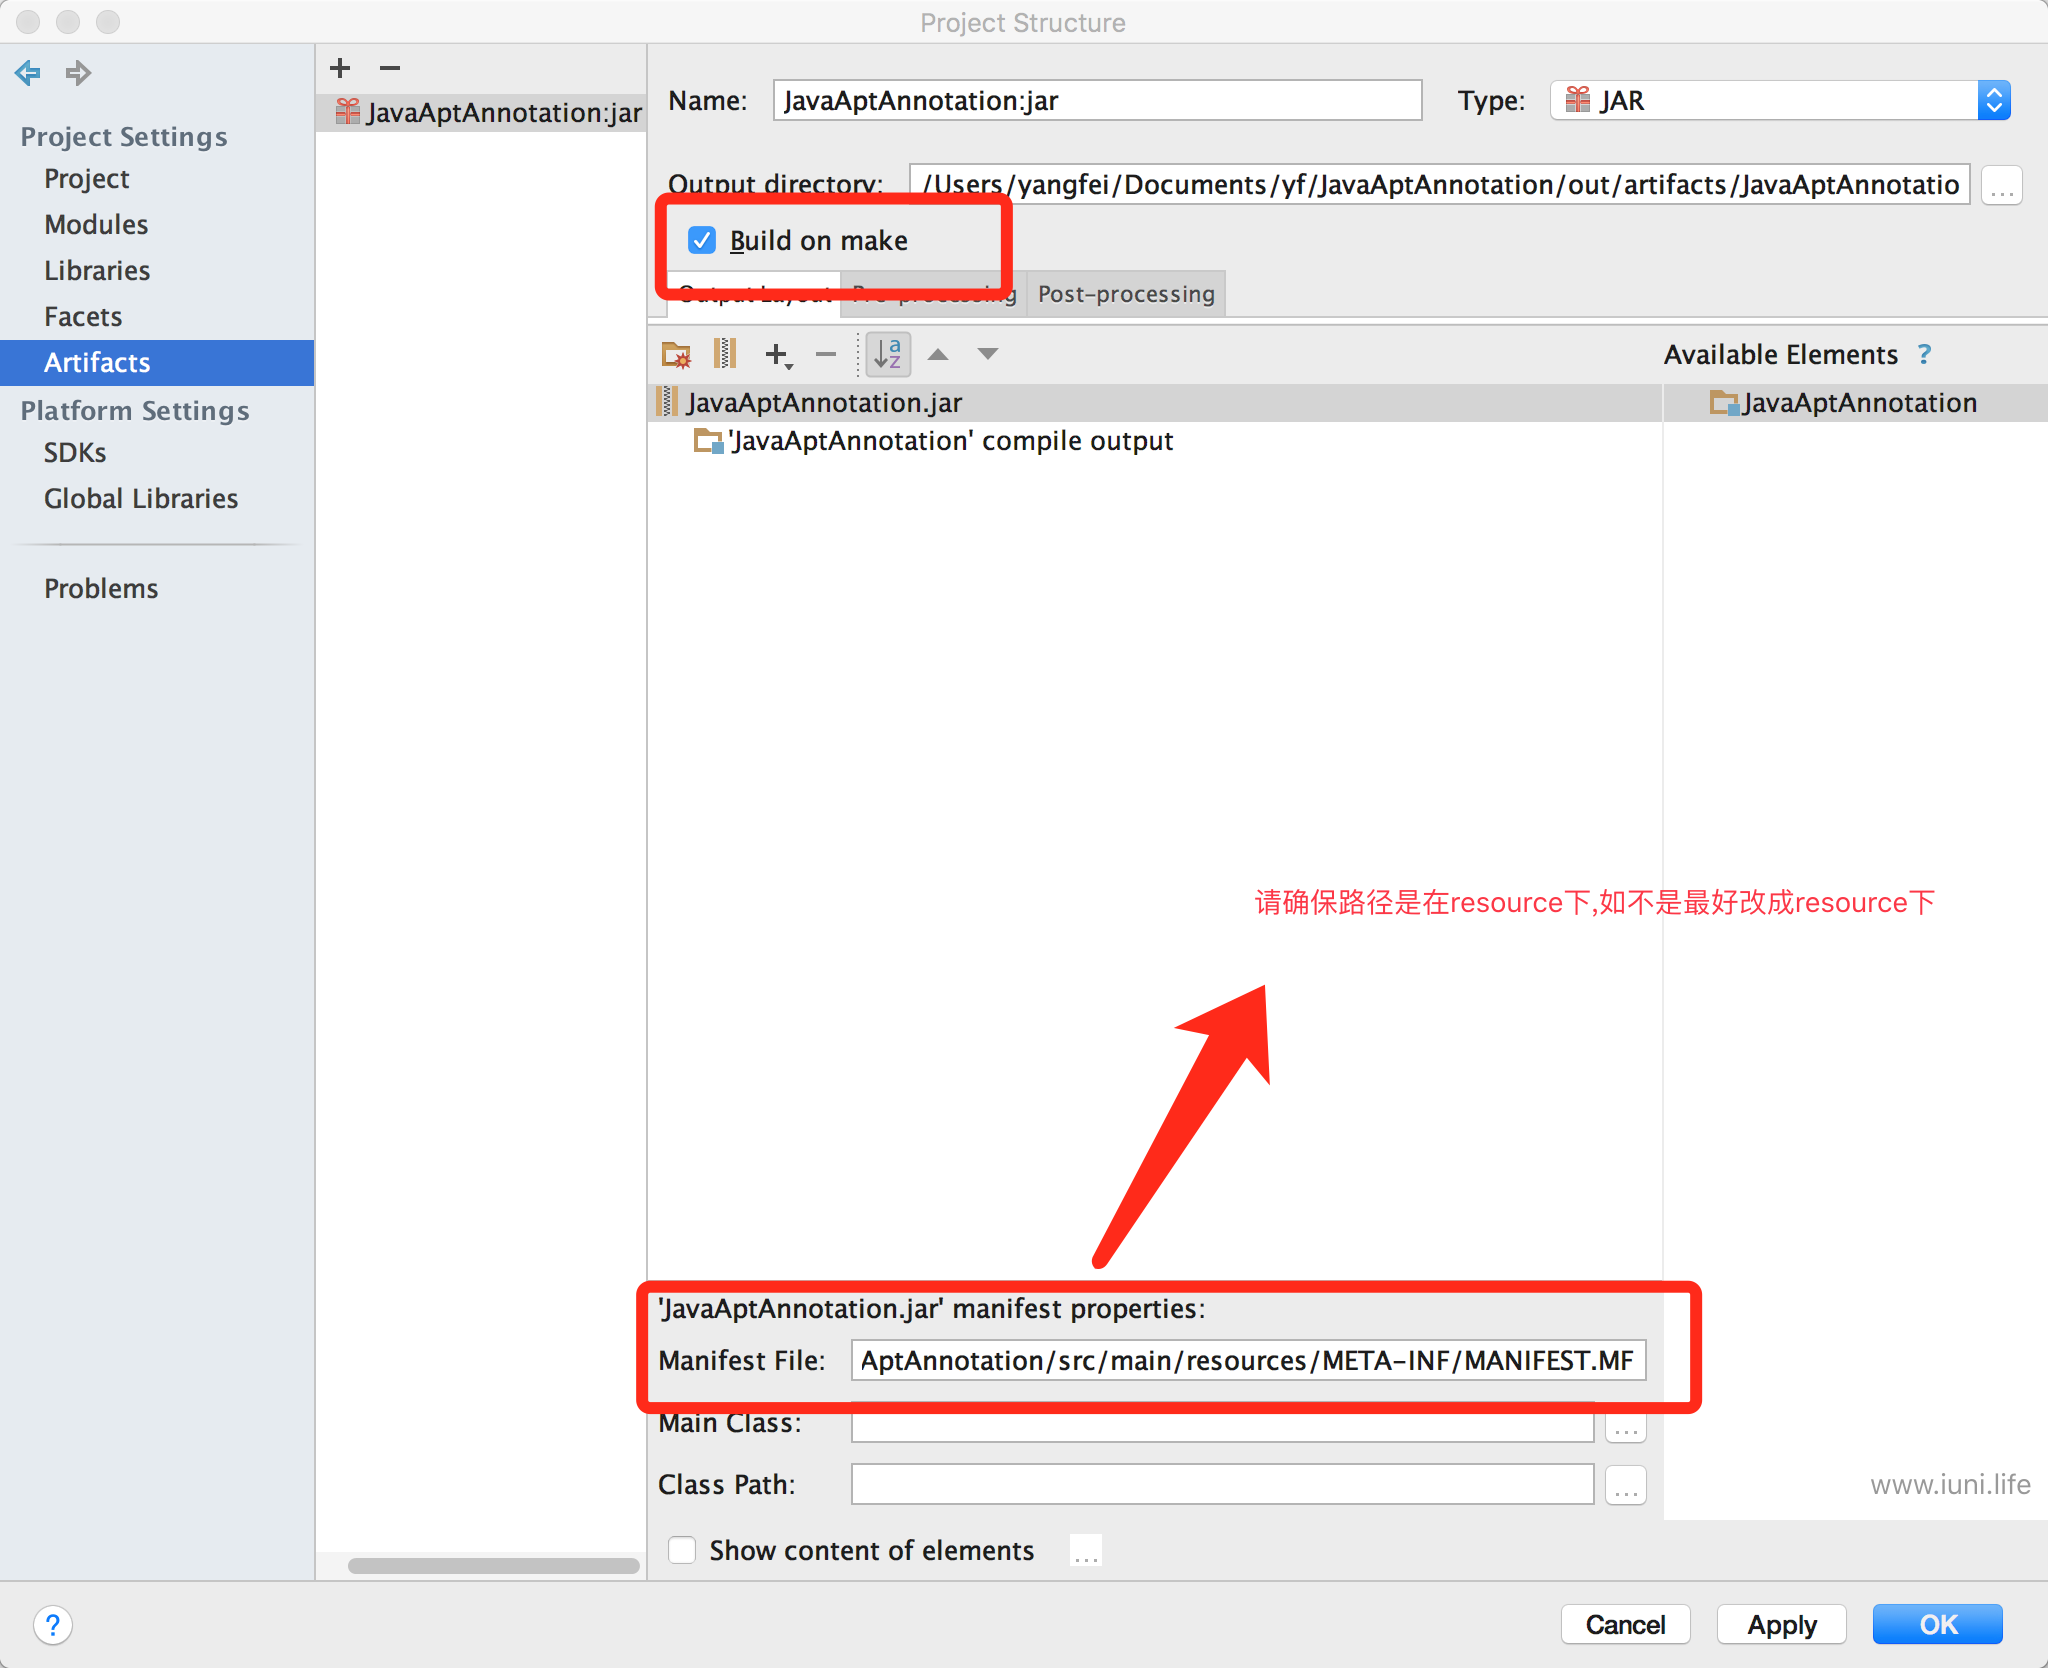 Project Structure
Project Settings
Project
Modules
Libraries
Facets
Artifacts
Platform Settings
SDKs
Global Libraries
Problems
JavaAptAnnotation:jar
Name: JavaAptAnnotation:jar Type: JAR
Output directory: /Users/yangfei/Documents/yf/JavaAptAnnotation/out/artifacts/JavaAptAnnotatio ...
Build on make
Output Layout Pre-processing Post-processing
Available Elements ?
JavaAptAnnotation.jar
'JavaAptAnnotation' compile output
JavaAptAnnotation
请确保路径是在resource下,如不是最好改成resource下
'JavaAptAnnotation.jar' manifest properties:
Manifest File: AptAnnotation/src/main/resources/META-INF/MANIFEST.MF
Main Class: ...
Class Path: ...
www.iuni.life
Show content of elements ...
? Cancel Apply OK